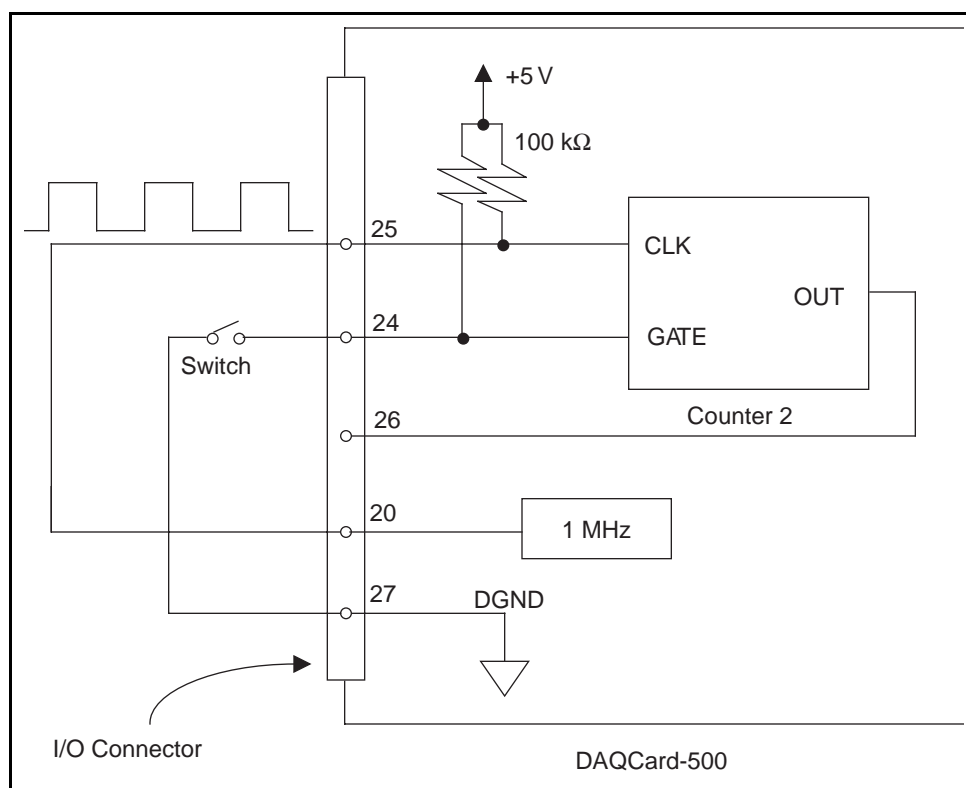 +5 V
100 kΩ
25
CLK
OUT
24
GATE
Switch
Counter 2
26
20
1 MHz
27
DGND
I/O Connector
DAQCard-500